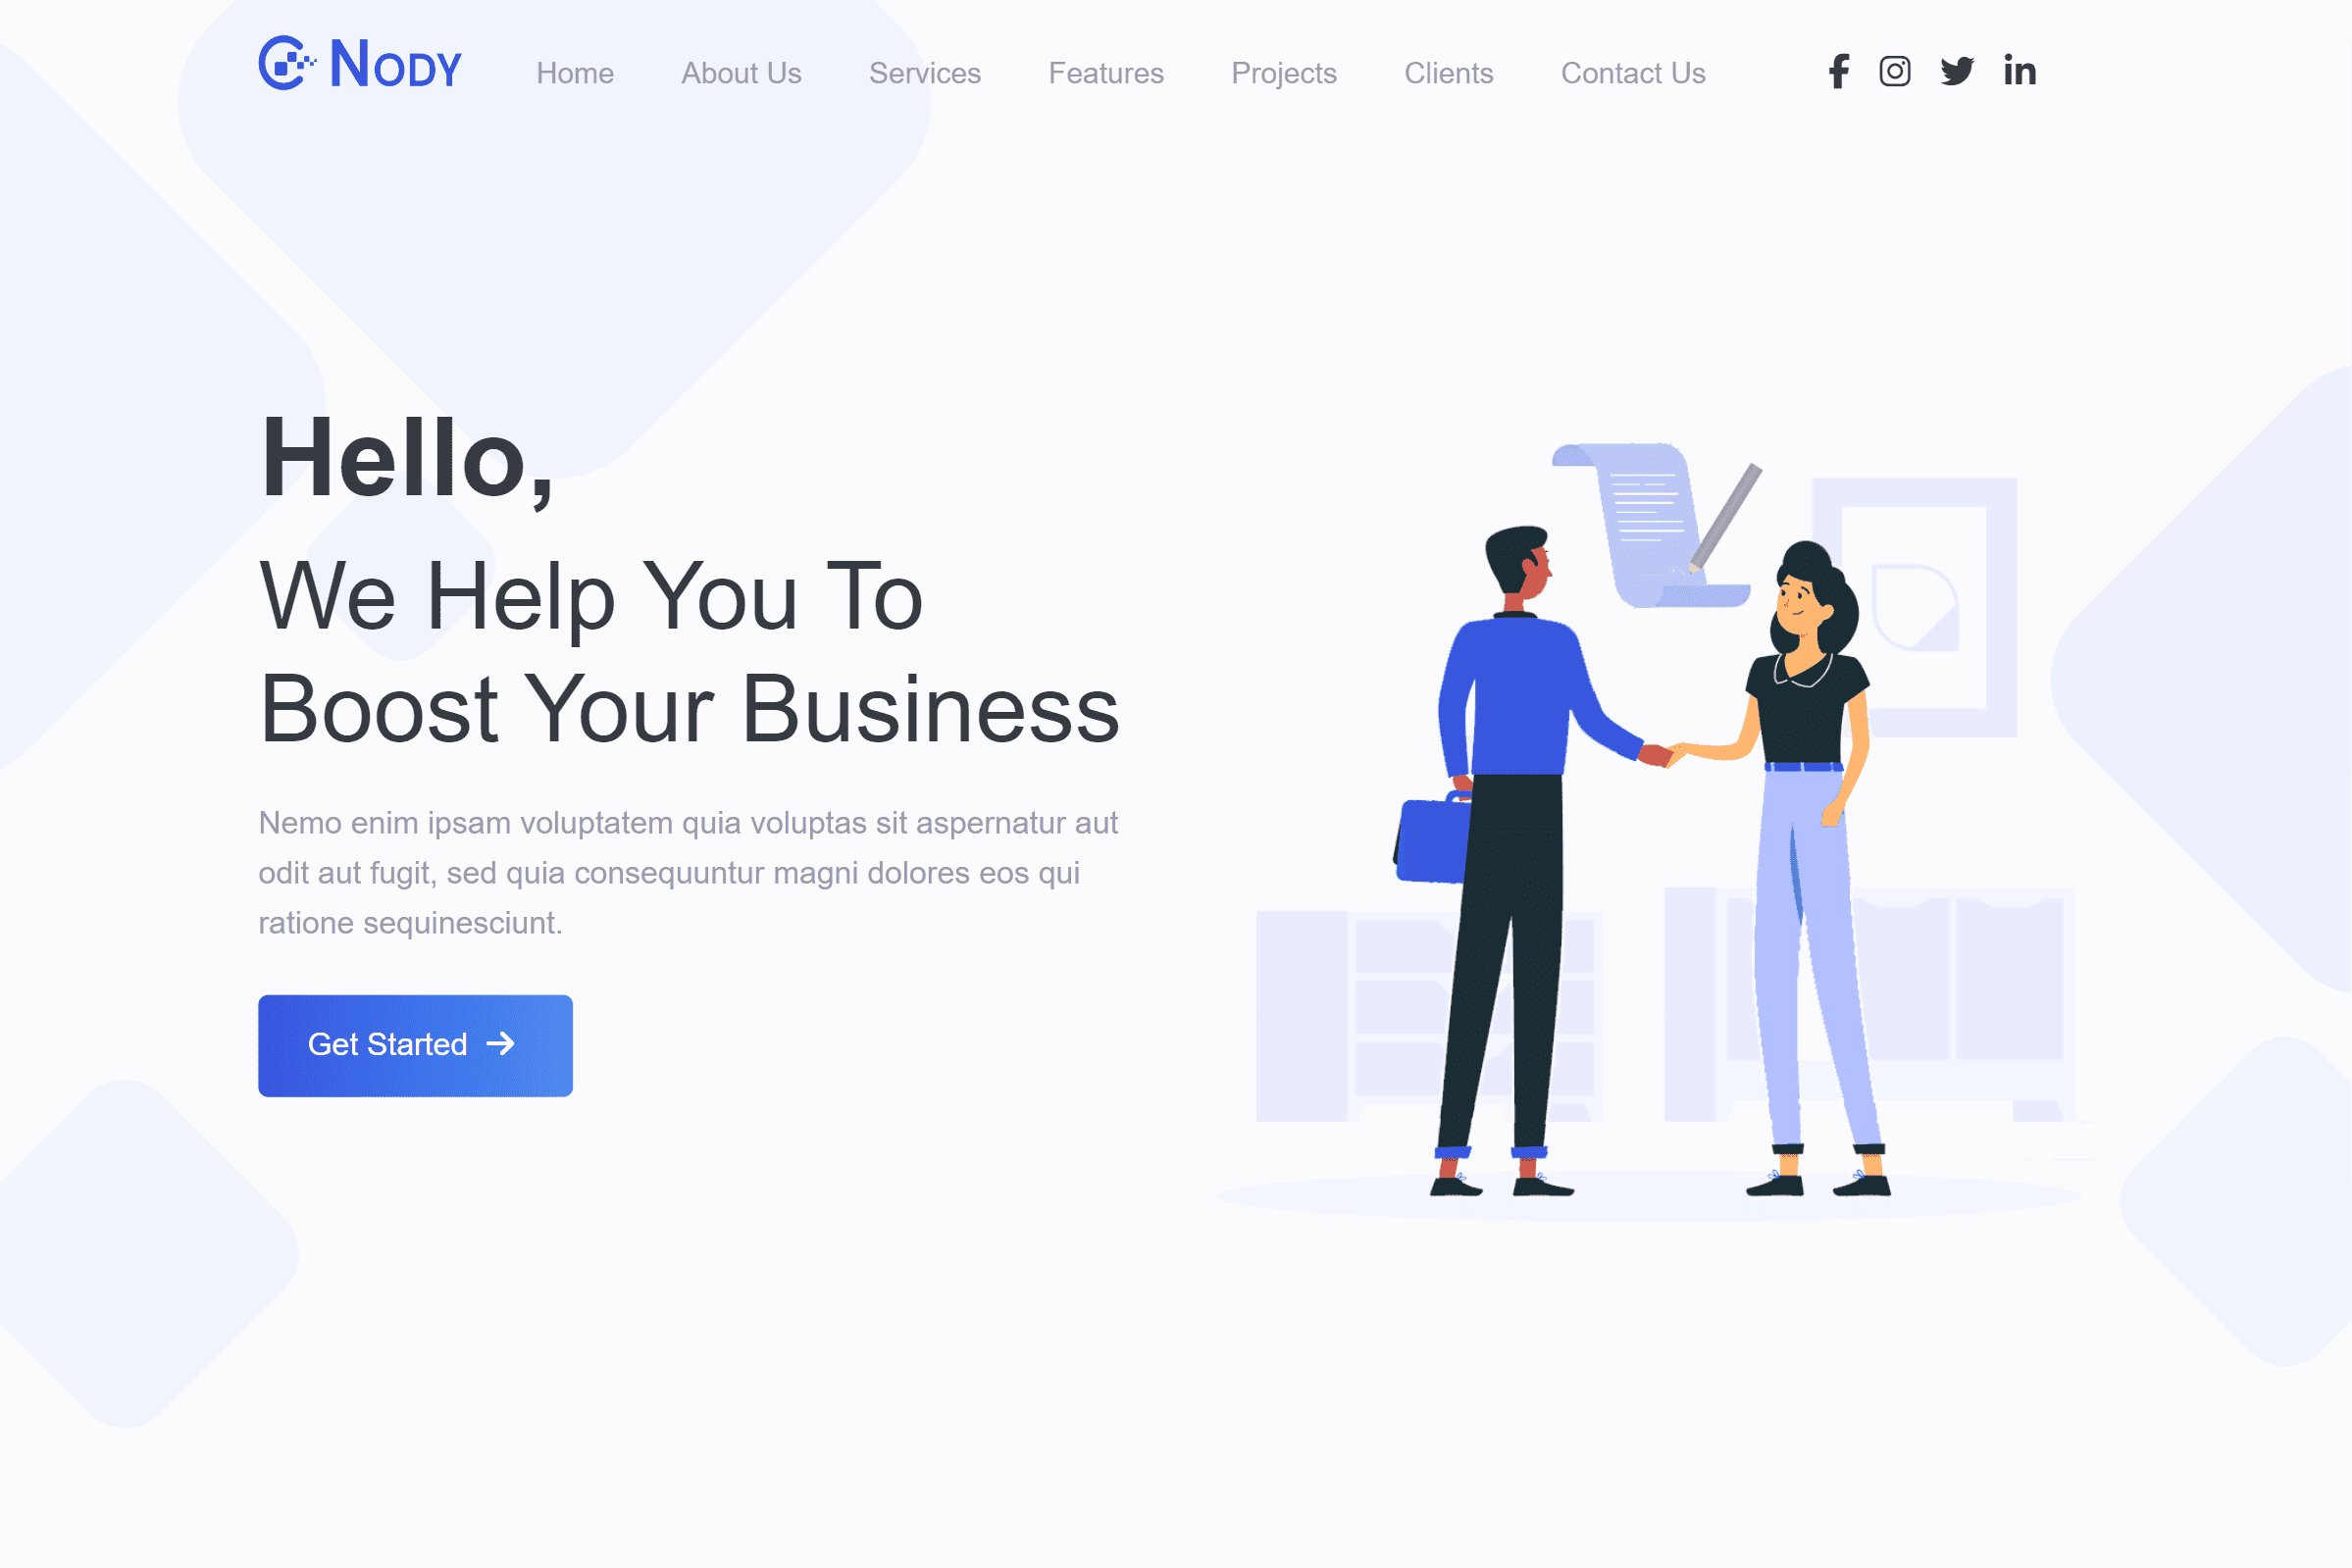 Nody
Home About Us Services Features Projects Clients Contact Us
Hello,
We Help You To
Boost Your Business
Nemo enim ipsam voluptatem quia voluptas sit aspernatur aut
odit aut fugit, sed quia consequuntur magni dolores eos qui
ratione sequinesciunt.
Get Started